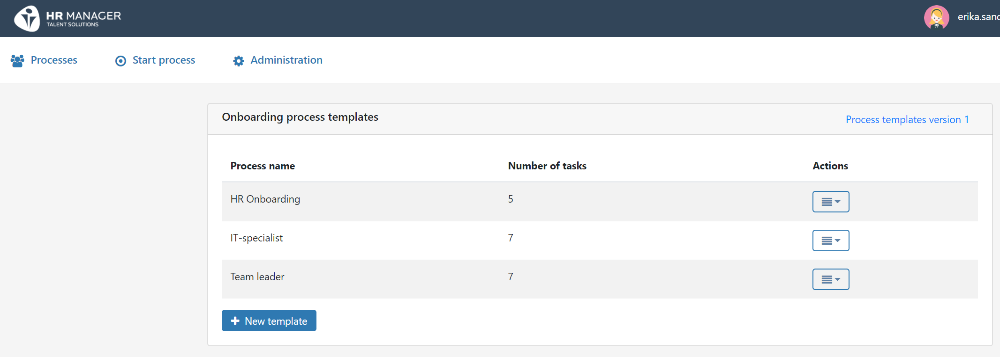 HR MANAGER
TALENT SOLUTIONS
erika.sand
Processes
Start process
Administration
Onboarding process templates
Process templates version 1
Process name Number of tasks Actions
HR Onboarding 5
IT-specialist 7
Team leader 7
New template